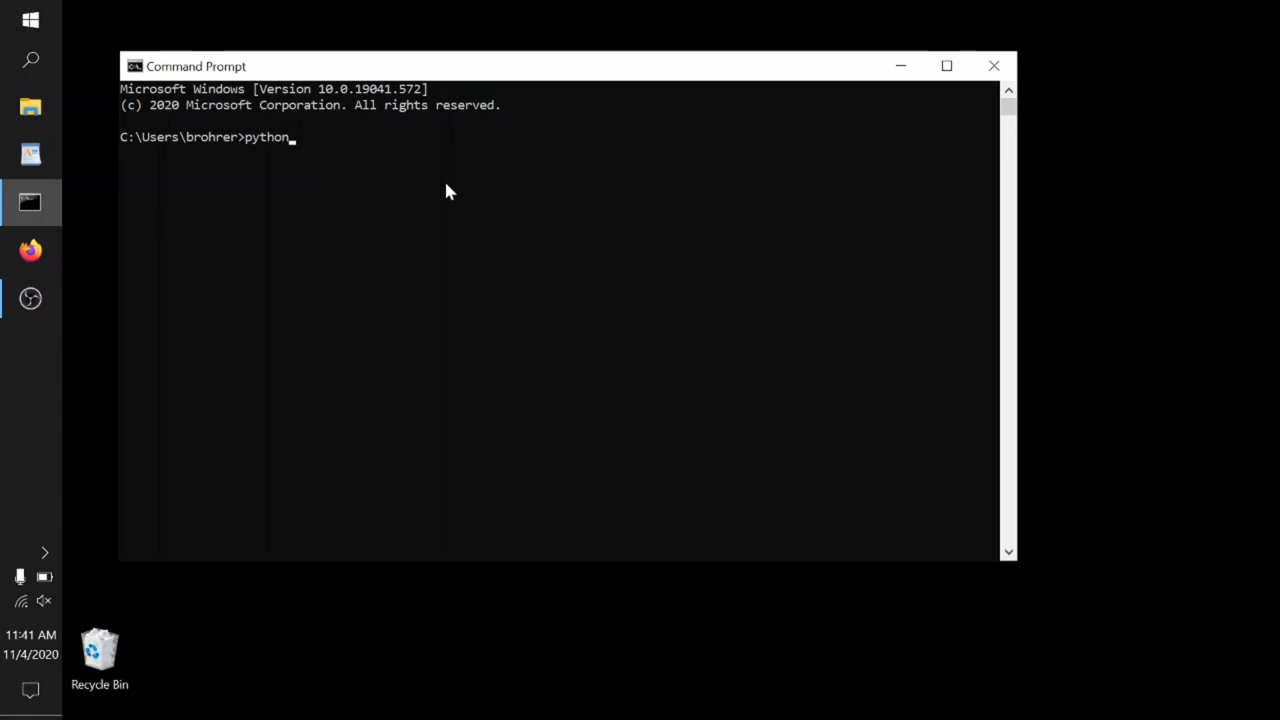 Command Prompt
Microsoft Windows [Version 10.0.19041.572]
(c) 2020 Microsoft Corporation. All rights reserved.
C:\Users\brohrer>python
11:41 AM
11/4/2020
Recycle Bin